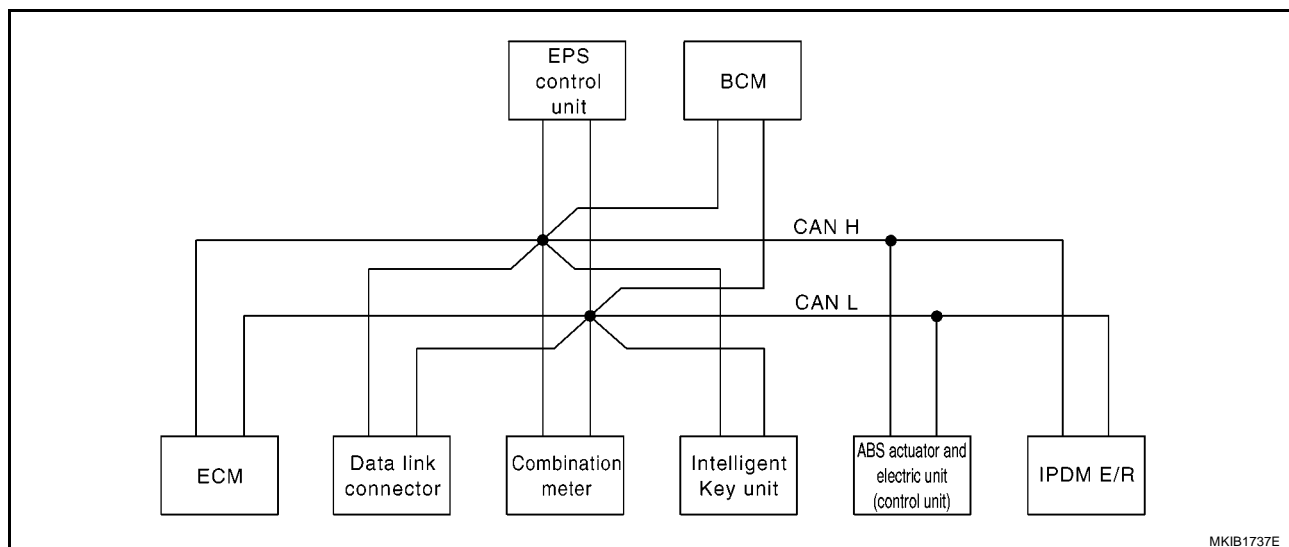 EPS
control
unit
BCM
CAN H
CAN L
ECM
Data link
connector
Combination
meter
Intelligent
Key unit
ABS actuator and
electric unit
(control unit)
IPDM E/R
MKIB1737E